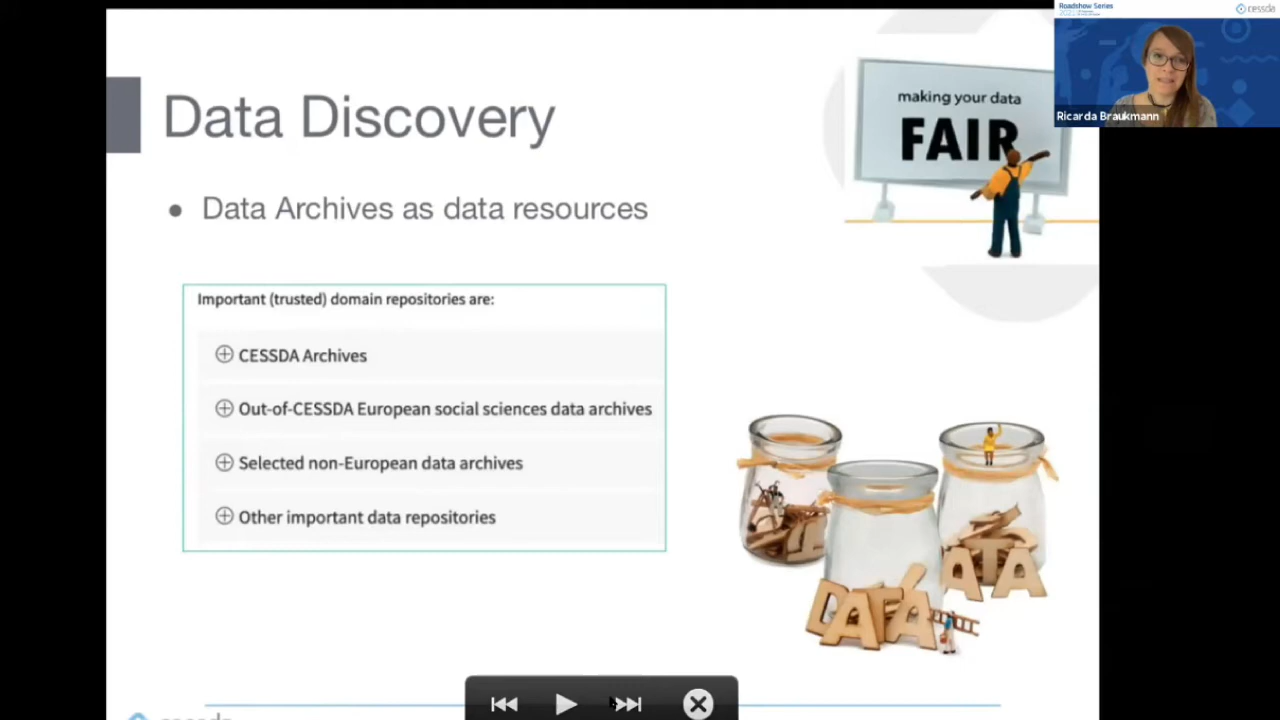 Data Discovery
● Data Archives as data resources
Important (trusted) domain repositories are:
CESSDA Archives
Out-of-CESSDA European social sciences data archives
Selected non-European data archives
Other important data repositories
making your data
FAIR
DATA
ATA
Roadshow Series
cessda
Ricarda Braukmann
cessda